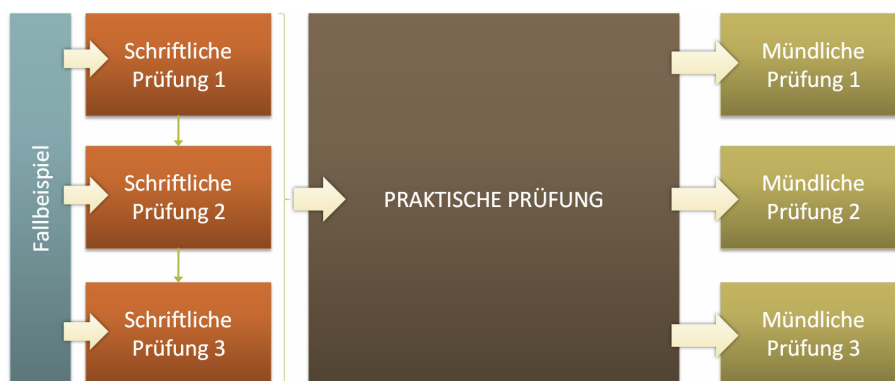 Fallbeispiel
Schriftliche
Prüfung 1
Schriftliche
Prüfung 2
Schriftliche
Prüfung 3
PRAKTISCHE PRÜFUNG
Mündliche
Prüfung 1
Mündliche
Prüfung 2
Mündliche
Prüfung 3